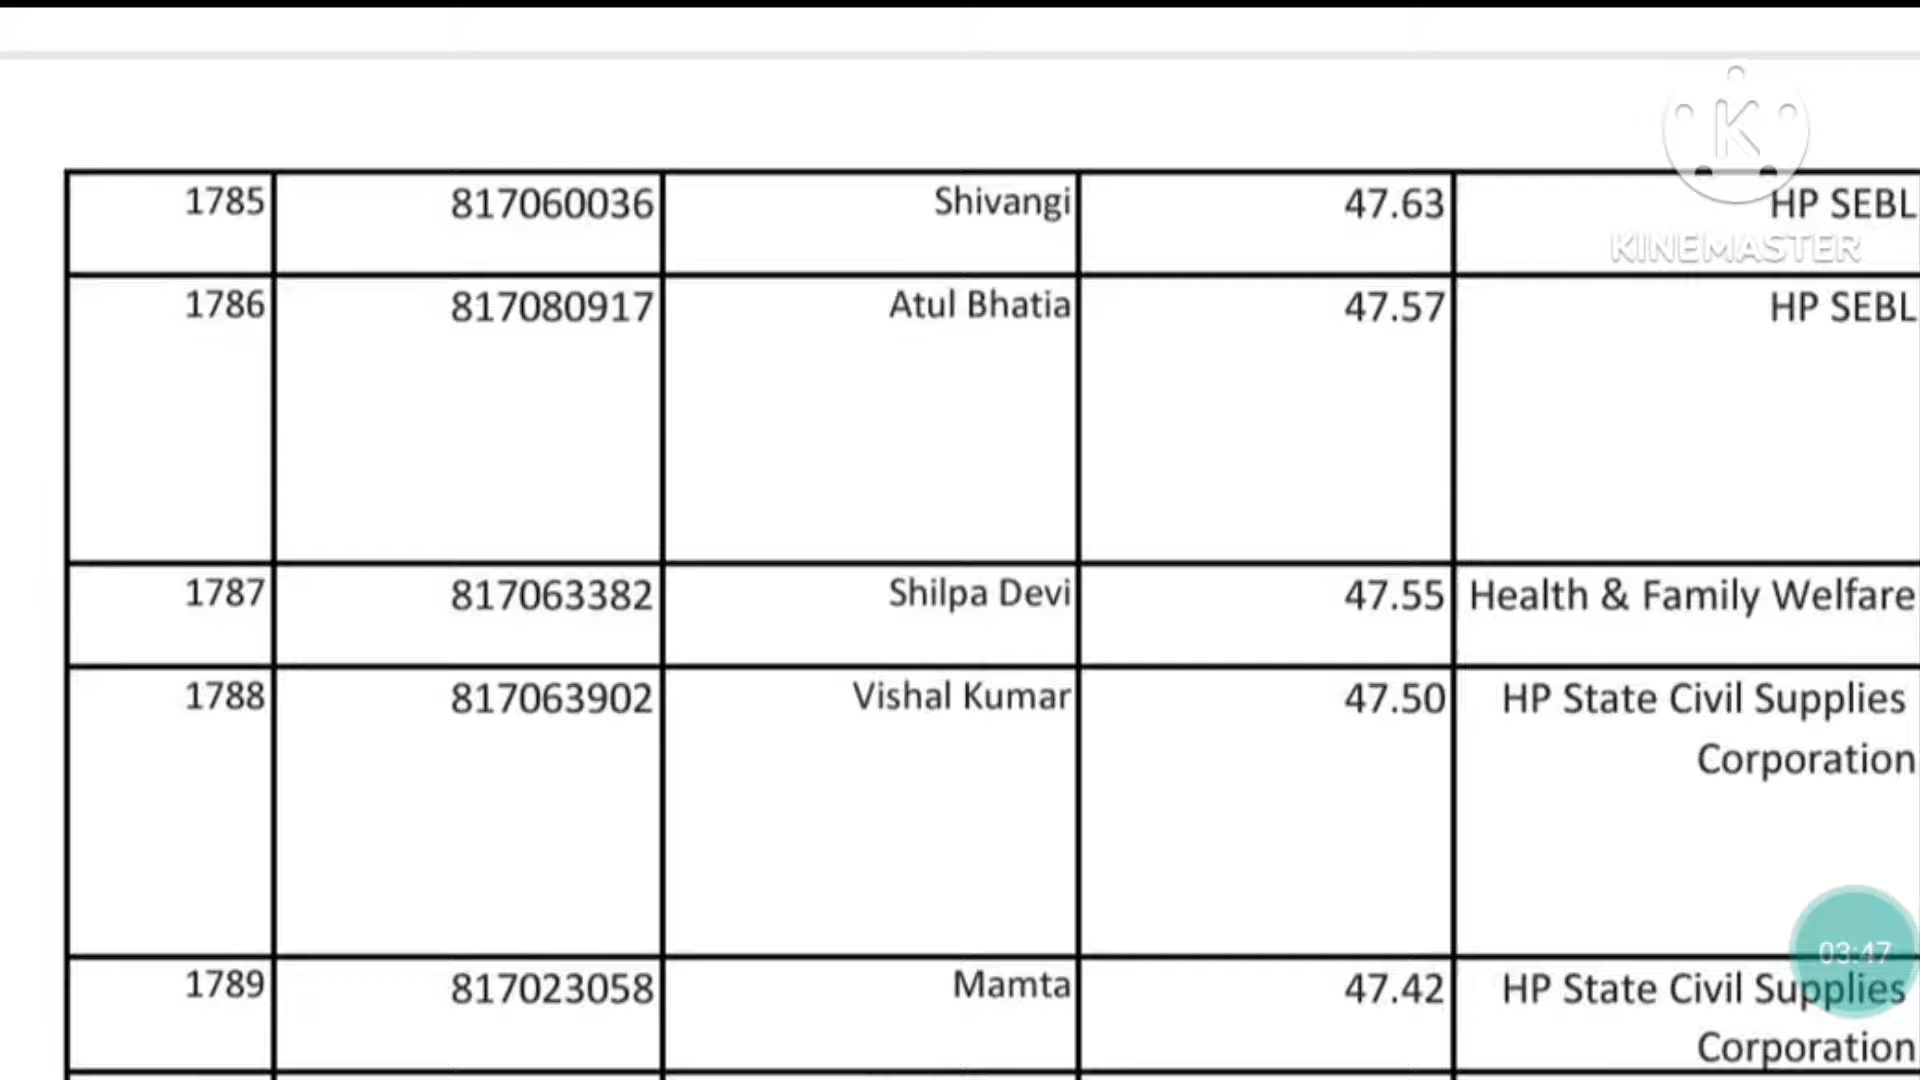 1785 817060036 Shivangi 47.63 HP SEBL
KINEMASTER
1786 817080917 Atul Bhatia 47.57 HP SEBL
1787 817063382 Shilpa Devi 47.55 Health & Family Welfare
1788 817063902 Vishal Kumar 47.50 HP State Civil Supplies
Corporation
03:47
1789 817023058 Mamta 47.42 HP State Civil Supplies
Corporation